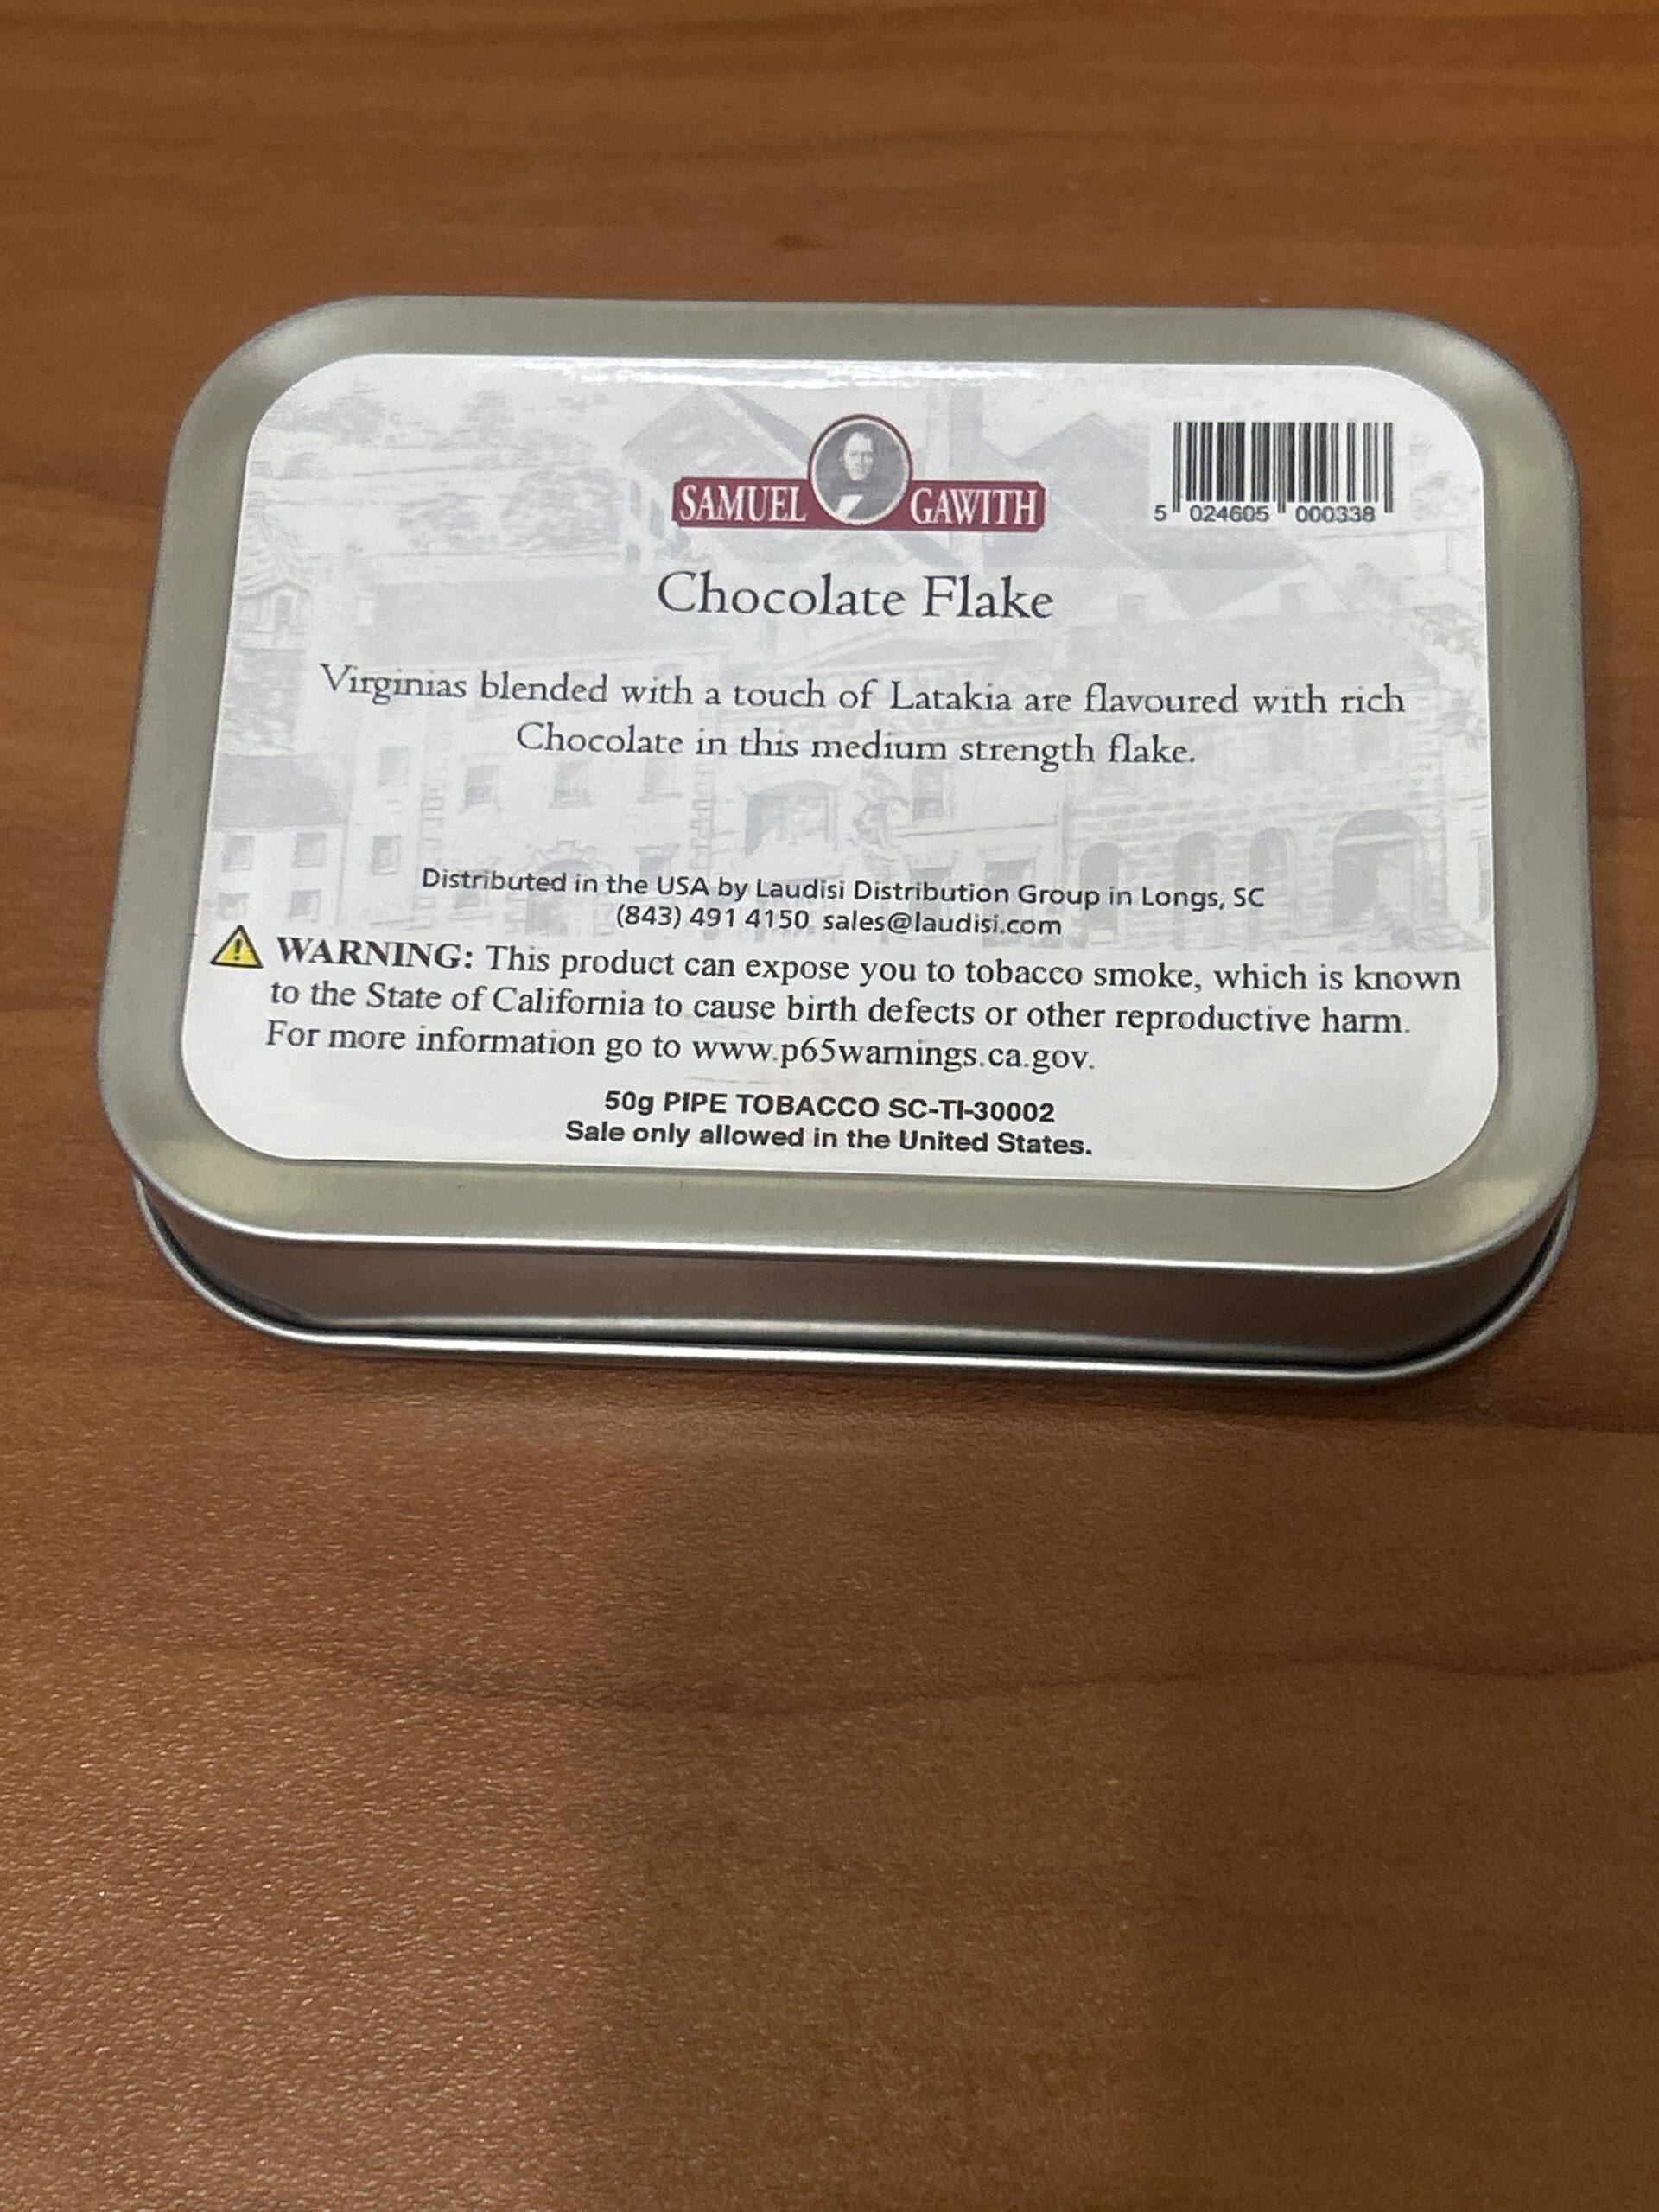 SAMUEL GAWITH
5 024605 000338
Chocolate Flake
Virginias blended with a touch of Latakia are flavoured with rich
Chocolate in this medium strength flake.
Distributed in the USA by Laudisi Distribution Group in Longs, SC
(843) 491 4150 sales@laudisi.com
WARNING: This product can expose you to tobacco smoke, which is known
to the State of California to cause birth defects or other reproductive harm.
For more information go to www.p65warnings.ca.gov.
50g PIPE TOBACCO SC-TI-30002
Sale only allowed in the United States.